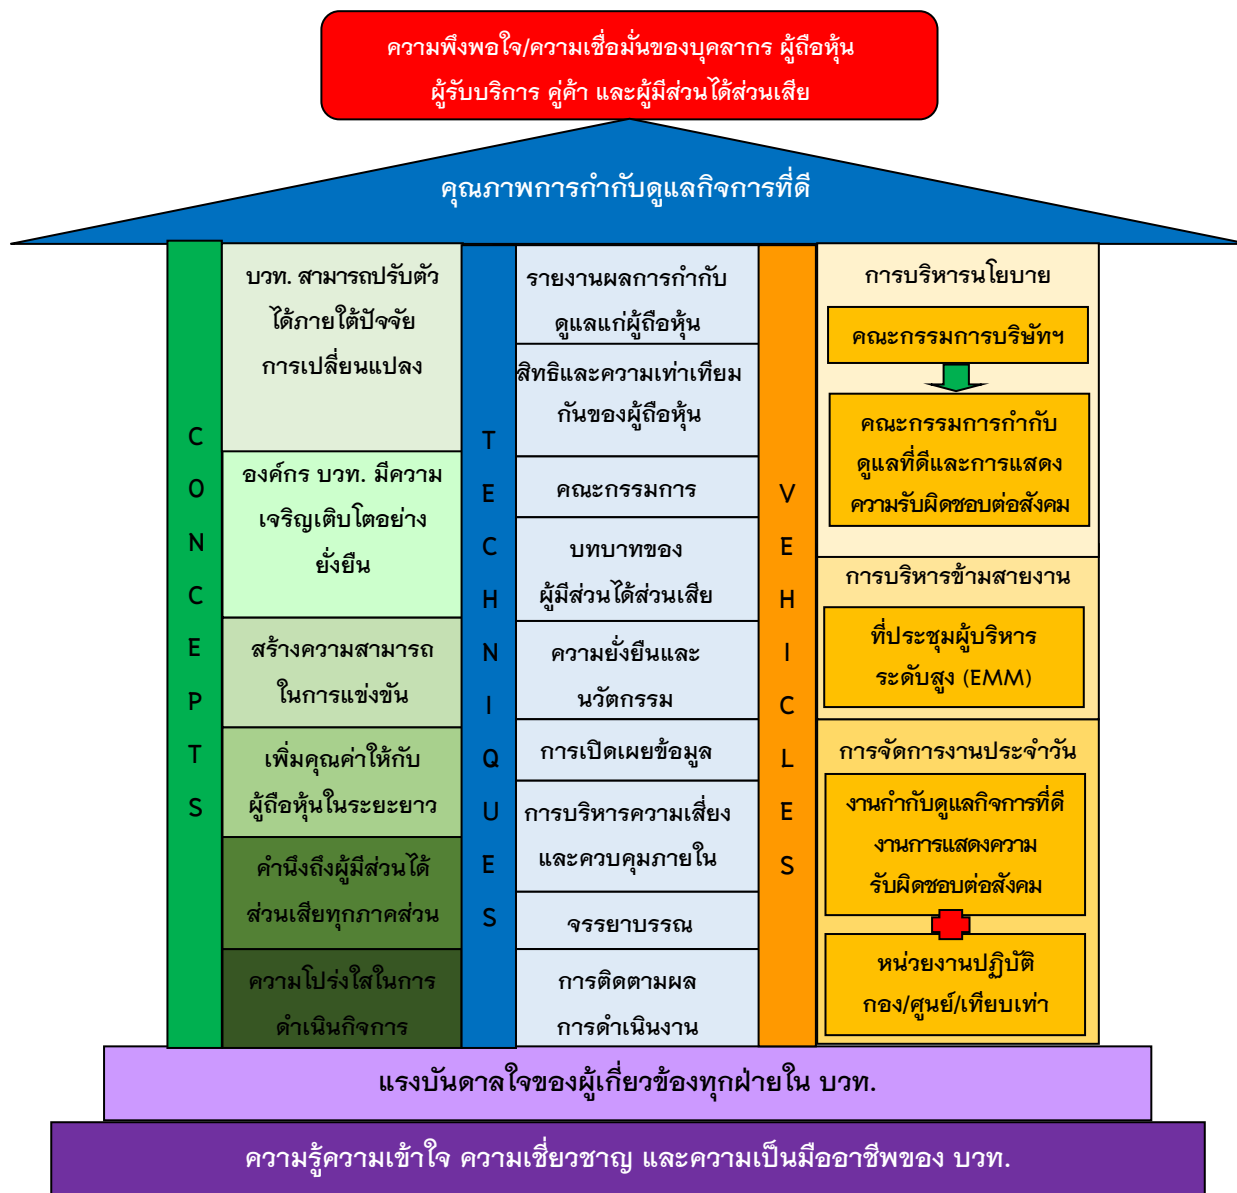 ความพึงพอใจ/ความเชื่อมั่นของบุคลากร ผู้ถือหุ้น
ผู้รับบริการ คู่ค้า และผู้มีส่วนได้ส่วนเสีย
คุณภาพการกำกับดูแลกิจการที่ดี
CONCEPTS
บวท. สามารถปรับตัว
ได้ภายใต้ปัจจัย
การเปลี่ยนแปลง
องค์กร บวท. มีความ
เจริญเติบโตอย่าง
ยั่งยืน
สร้างความสามารถ
ในการแข่งขัน
เพิ่มคุณค่าให้กับ
ผู้ถือหุ้นในระยะยาว
คำนึงถึงผู้มีส่วนได้
ส่วนเสียทุกภาคส่วน
ความโปร่งใสในการ
ดำเนินกิจการ
TECHNIQUES
รายงานผลการกำกับ
ดูแลแก่ผู้ถือหุ้น
สิทธิและความเท่าเทียม
กันของผู้ถือหุ้น
คณะกรรมการ
บทบาทของ
ผู้มีส่วนได้ส่วนเสีย
ความยั่งยืนและ
นวัตกรรม
การเปิดเผยข้อมูล
การบริหารความเสี่ยง
และควบคุมภายใน
จรรยาบรรณ
การติดตามผล
การดำเนินงาน
VEHICLES
การบริหารนโยบาย
คณะกรรมการบริษัทฯ
คณะกรรมการกำกับ
ดูแลที่ดีและการแสดง
ความรับผิดชอบต่อสังคม
การบริหารข้ามสายงาน
ที่ประชุมผู้บริหาร
ระดับสูง (EMM)
การจัดการงานประจำวัน
งานกำกับดูแลกิจการที่ดี
งานการแสดงความ
รับผิดชอบต่อสังคม
หน่วยงานปฏิบัติ
กอง/ศูนย์/เทียบเท่า
แรงบันดาลใจของผู้เกี่ยวข้องทุกฝ่ายใน บวท.
ความรู้ความเข้าใจ ความเชี่ยวชาญ และความเป็นมืออาชีพของ บวท.